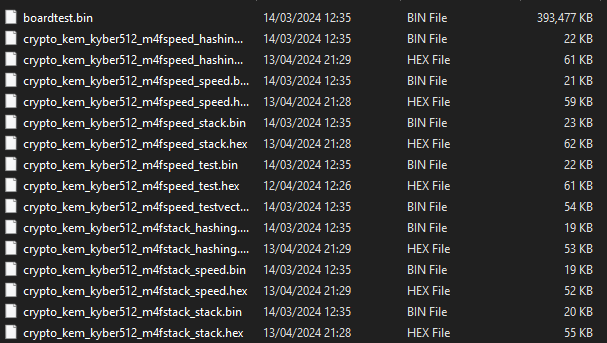 boardtest.bin 14/03/2024 12:35 BIN File 393,477 KB
crypto_kem_kyber512_m4fspeed_hashin... 14/03/2024 12:35 BIN File 22 KB
crypto_kem_kyber512_m4fspeed_hashin... 13/04/2024 21:29 HEX File 61 KB
crypto_kem_kyber512_m4fspeed_speed.b... 14/03/2024 12:35 BIN File 21 KB
crypto_kem_kyber512_m4fspeed_speed.h... 13/04/2024 21:28 HEX File 59 KB
crypto_kem_kyber512_m4fspeed_stack.bin 14/03/2024 12:35 BIN File 23 KB
crypto_kem_kyber512_m4fspeed_stack.hex 13/04/2024 21:28 HEX File 62 KB
crypto_kem_kyber512_m4fspeed_test.bin 14/03/2024 12:35 BIN File 22 KB
crypto_kem_kyber512_m4fspeed_test.hex 12/04/2024 12:26 HEX File 61 KB
crypto_kem_kyber512_m4fspeed_testvect... 14/03/2024 12:35 BIN File 54 KB
crypto_kem_kyber512_m4fstack_hashing.... 14/03/2024 12:35 BIN File 19 KB
crypto_kem_kyber512_m4fstack_hashing.... 13/04/2024 21:29 HEX File 53 KB
crypto_kem_kyber512_m4fstack_speed.bin 14/03/2024 12:35 BIN File 19 KB
crypto_kem_kyber512_m4fstack_speed.hex 13/04/2024 21:29 HEX File 52 KB
crypto_kem_kyber512_m4fstack_stack.bin 14/03/2024 12:35 BIN File 20 KB
crypto_kem_kyber512_m4fstack_stack.hex 13/04/2024 21:28 HEX File 55 KB